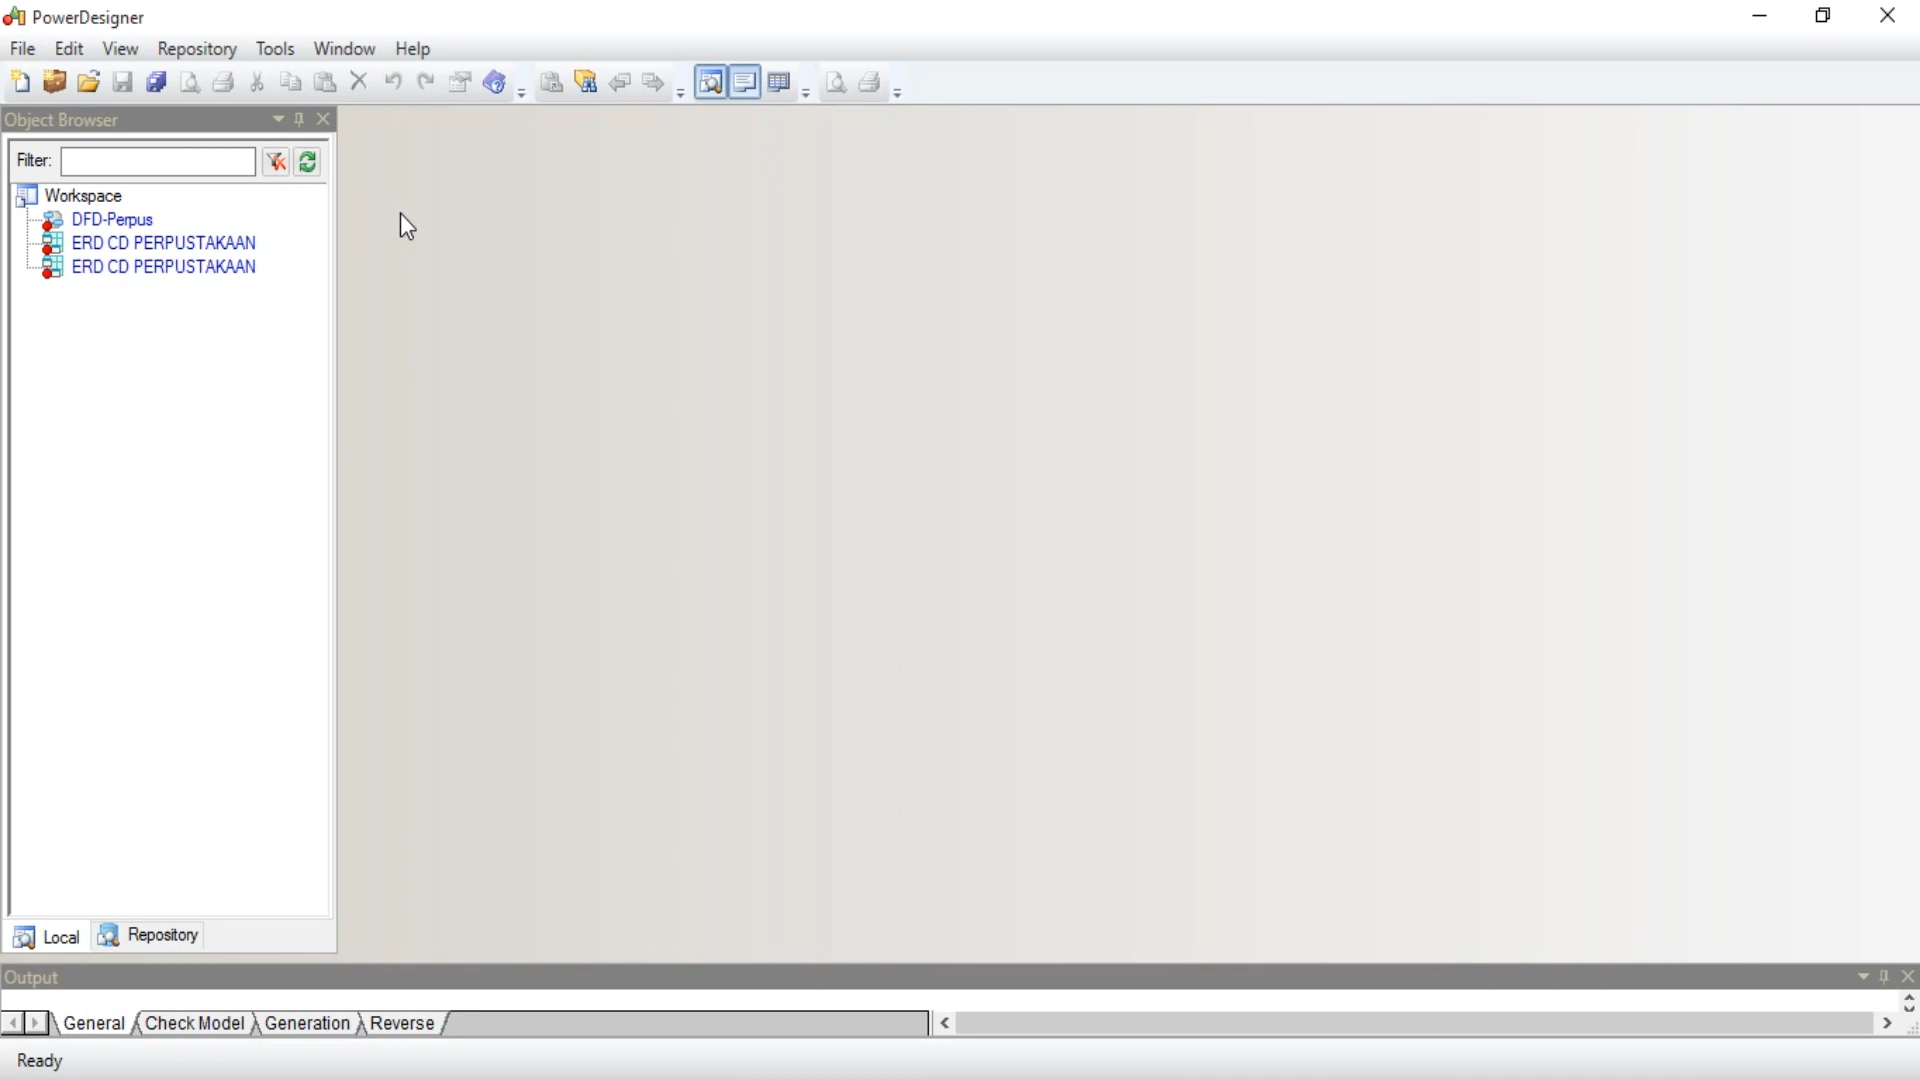 PowerDesigner
File Edit View Repository Tools Window Help
Object Browser
Filter:
Workspace
DFD-Perpus
ERD CD PERPUSTAKAAN
ERD CD PERPUSTAKAAN
Local Repository
Output
General Check Model Generation Reverse
Ready